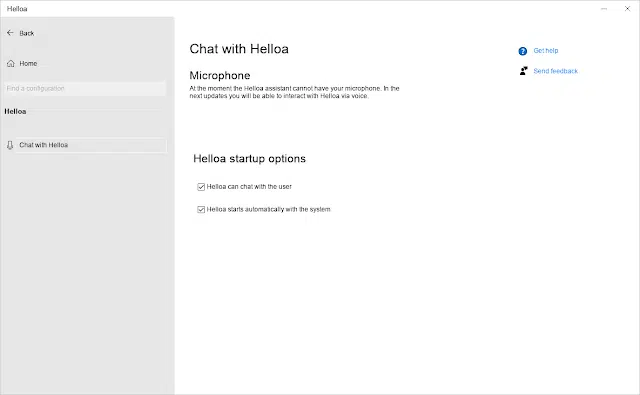 Helloa
Back
Home
Find a configuration
Helloa
Chat with Helloa
Chat with Helloa
Microphone
At the moment the Helloa assistant cannot have your microphone. In the
next updates you will be able to interact with Helloa via voice.
Helloa startup options
Helloa can chat with the user
Helloa starts automatically with the system
Get help
Send feedback